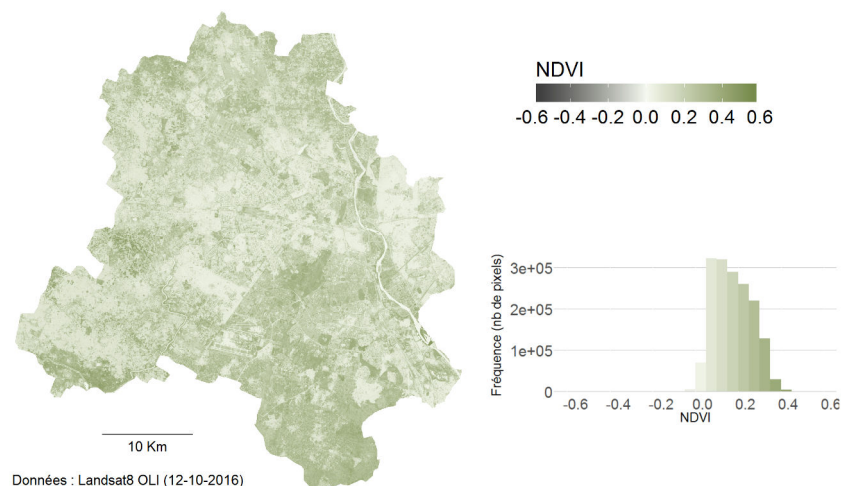 NDVI
-0.6 -0.4 -0.2 0.0 0.2 0.4 0.6
Fréquence (nb de pixels)
3e+05
2e+05
1e+05
0
-0.6 -0.4 -0.2 0.0 0.2 0.4 0.6
NDVI
10 Km
Données : Landsat8 OLI (12-10-2016)